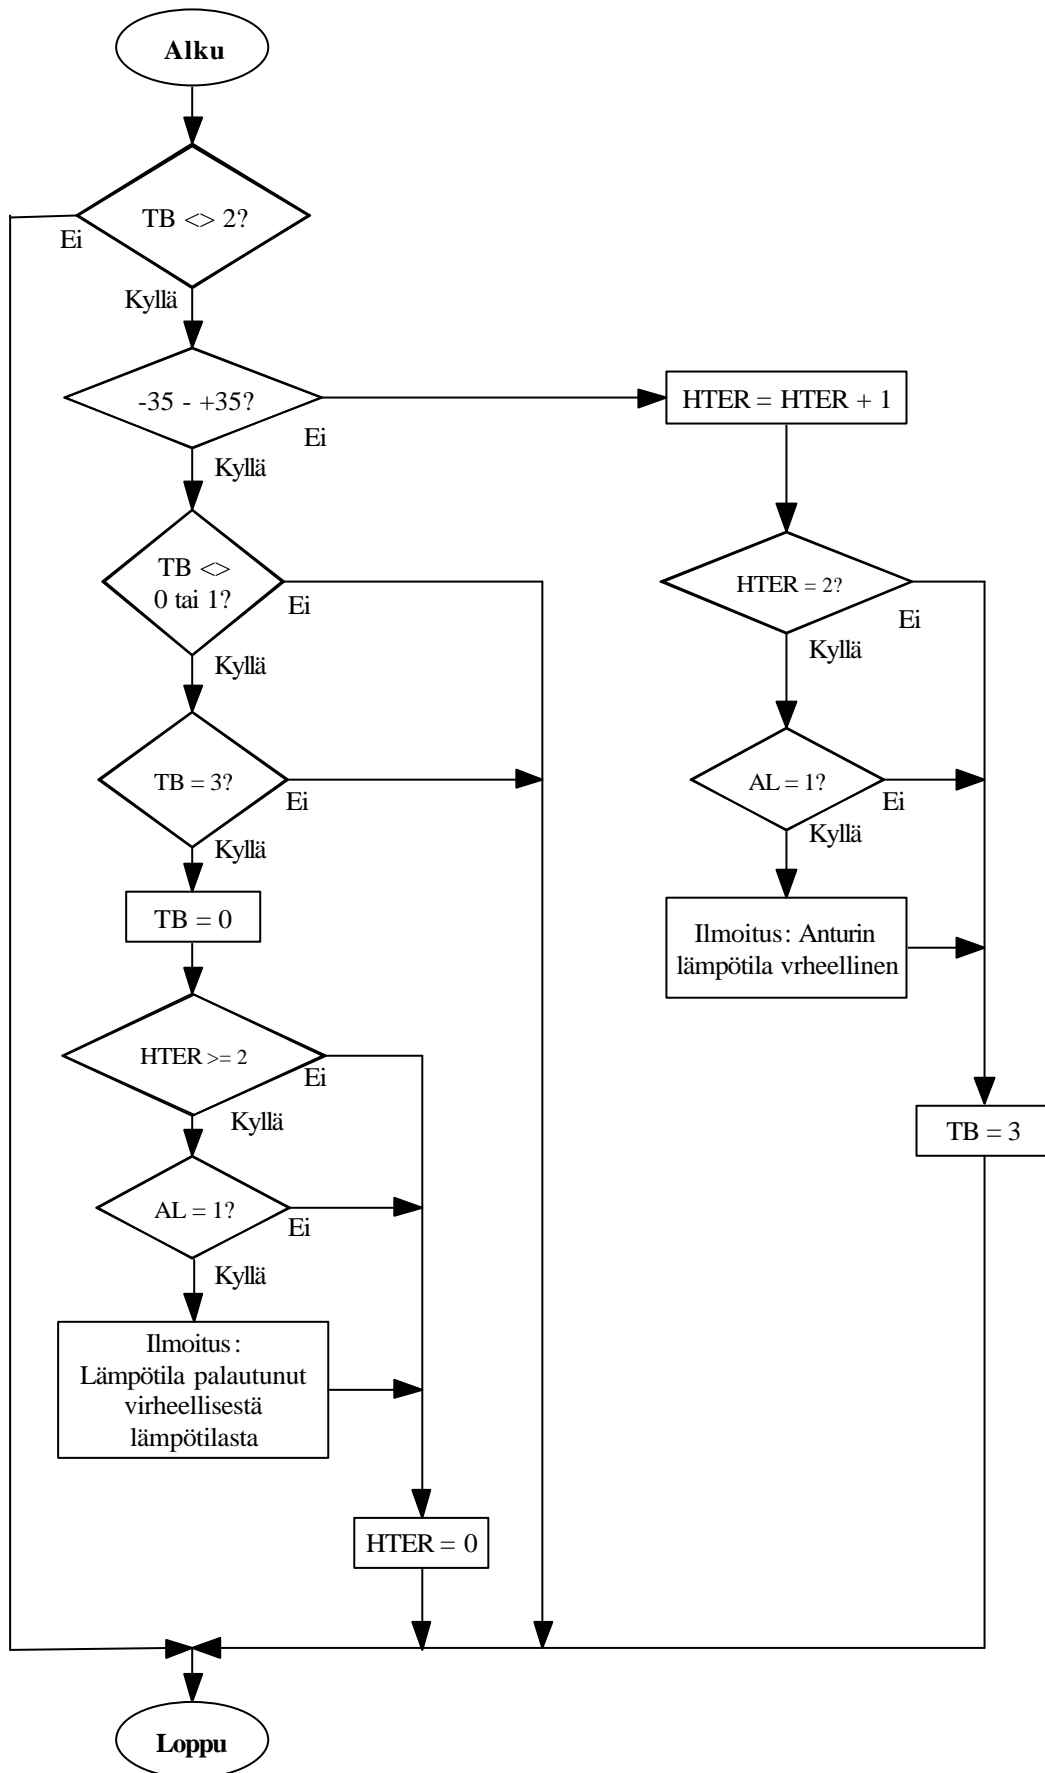 Alku
TB <> 2?
Ei
Kyllä
-35 - +35?
Ei
HTER = HTER + 1
Kyllä
TB <>
0 tai 1?
Ei
Kyllä
HTER = 2?
Ei
Kyllä
TB = 3?
Ei
Kyllä
AL = 1?
Ei
Kyllä
TB = 0
Ilmoitus: Anturin
lämpötila vrheellinen
HTER >= 2
Ei
Kyllä
TB = 3
AL = 1?
Ei
Kyllä
Ilmoitus:
Lämpötila palautunut
virheellisestä
lämpötilasta
HTER = 0
Loppu